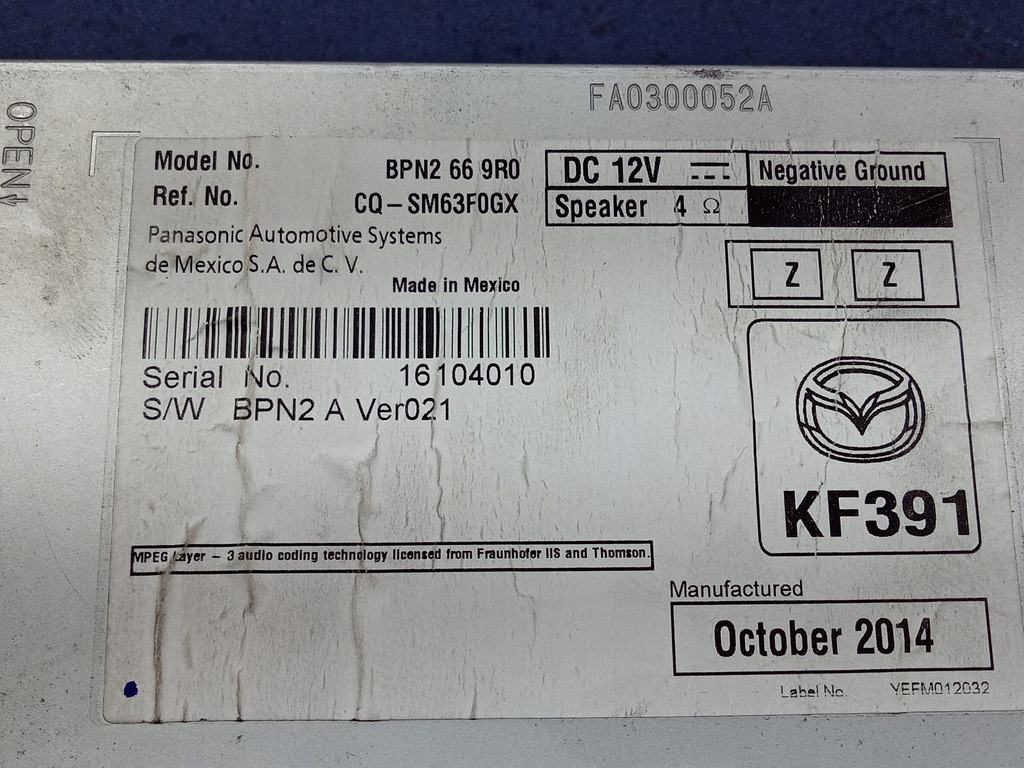 FA0300052A
OPEN
Model No. BPN2 66 9R0
Ref. No. CQ-SM63F0GX
Panasonic Automotive Systems
de Mexico S.A. de C. V.
Made in Mexico
DC 12V Negative Ground
Speaker 4 Ω
Z Z
Serial No. 16104010
S/W BPN2 A Ver021
KF391
MPEG Layer - 3 audio coding technology licensed from Fraunhofer IIS and Thomson.
Manufactured
October 2014
Label No. YEFM012032